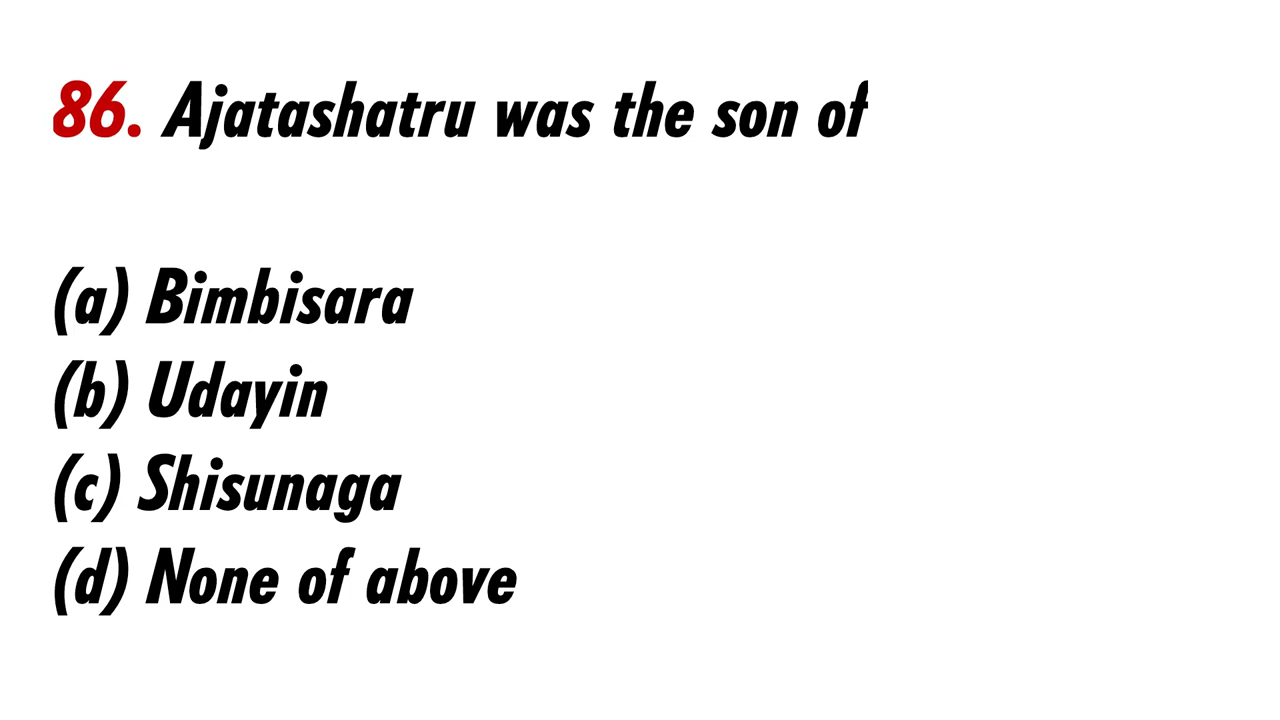 86. Ajatashatru was the son of
(a) Bimbisara
(b) Udayin
(c) Shisunaga
(d) None of above